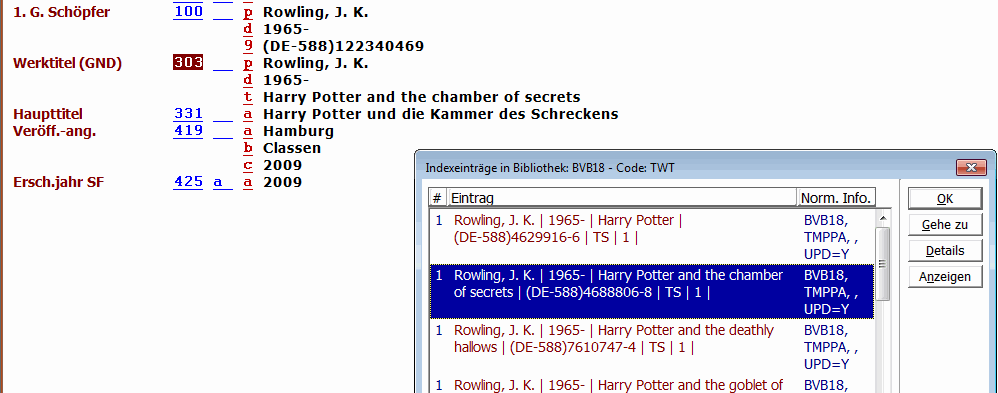 1. G. Schöpfer 100 p Rowling, J. K.
d 1965-
9 (DE-588)122340469
Werktitel (GND) 303 p Rowling, J. K.
d 1965-
t Harry Potter and the chamber of secrets
Haupttitel 331 a Harry Potter und die Kammer des Schreckens
Veröff.-ang. 419 a Hamburg
b Classen
c 2009
Ersch.jahr SF 425 a a 2009
Indexeinträge in Bibliothek: BVB18 - Code: TWT
# Eintrag Norm. Info.
1 Rowling, J. K. | 1965- | Harry Potter | BVB18,
(DE-588)4629916-6 | TS | 1 | TMPPA, ,
UPD=Y
1 Rowling, J. K. | 1965- | Harry Potter and the chamber BVB18,
of secrets | (DE-588)4688806-8 | TS | 1 | TMPPA, ,
UPD=Y
1 Rowling, J. K. | 1965- | Harry Potter and the deathly BVB18,
hallows | (DE-588)7610747-4 | TS | 1 | TMPPA, ,
UPD=Y
1 Rowling, J. K. | 1965- | Harry Potter and the goblet of BVB18,
OK
Gehe zu
Details
Anzeigen